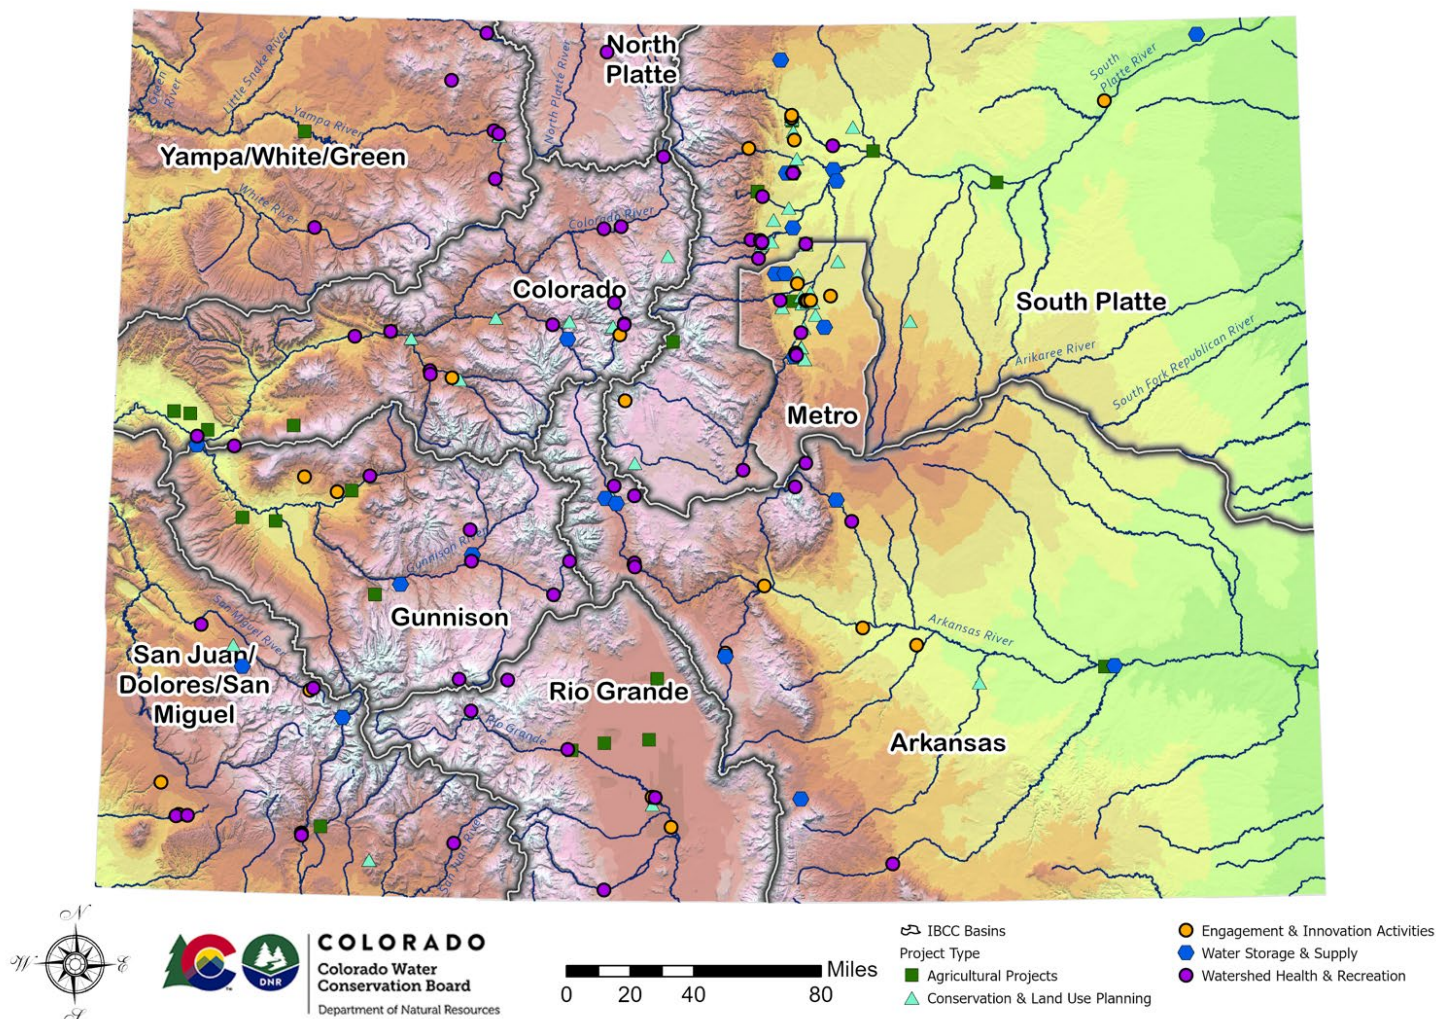 North
Platte
South
Platte River
Green
River
Little Snake River
North Platte River
Yampa River
Yampa/White/Green
White River
Colorado River
Colorado
South Platte
Arikaree River
South Fork Republican River
Metro
Gunnison River
Gunnison
San Miguel River
San Juan/
Dolores/San
Miguel
Arkansas River
Rio Grande
Rio Grande
Arkansas
San Juan River
N
W
E
S
COLORADO
Colorado Water
Conservation Board
Department of Natural Resources
DNR
TM
Miles
0 20 40 80
IBCC Basins
Project Type
Agricultural Projects
Conservation & Land Use Planning
Engagement & Innovation Activities
Water Storage & Supply
Watershed Health & Recreation